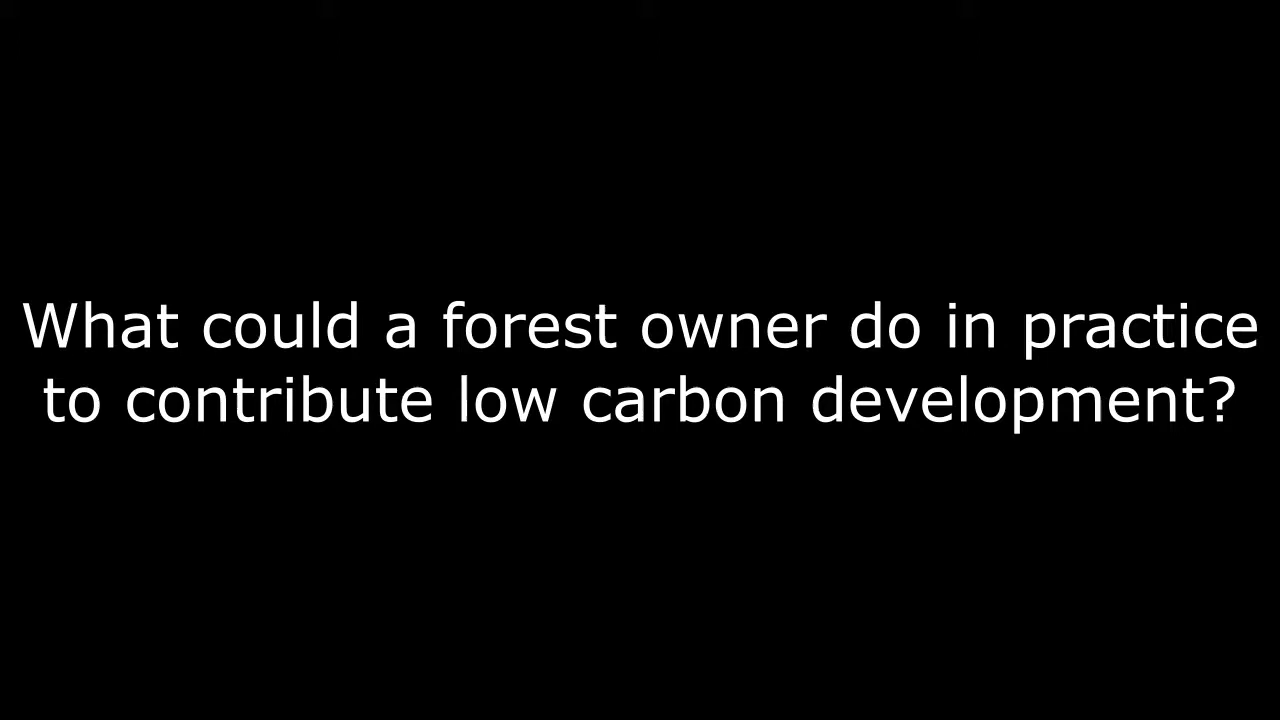 What could a forest owner do in practice
to contribute low carbon development?